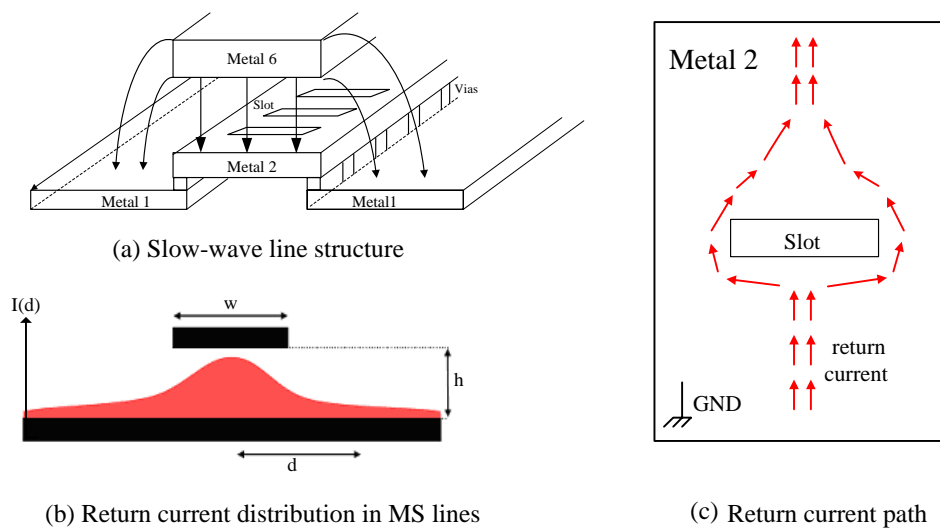 Metal 6
Slot
Vias
Metal 2
Metal 1
Metal1
(a) Slow-wave line structure
I(d)
w
h
d
(b) Return current distribution in MS lines
Metal 2
Slot
return
current
GND
(c) Return current path